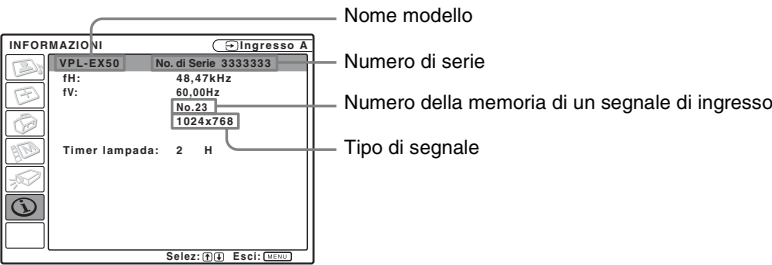 Nome modello
INFORMAZIONI Ingresso A
VPL-EX50 No. di Serie 3333333
Numero di serie
fH: 48,47kHz
fV: 60,00Hz
No.23
Numero della memoria di un segnale di ingresso
1024x768
Tipo di segnale
Timer lampada: 2 H
Selez: Esci: MENU